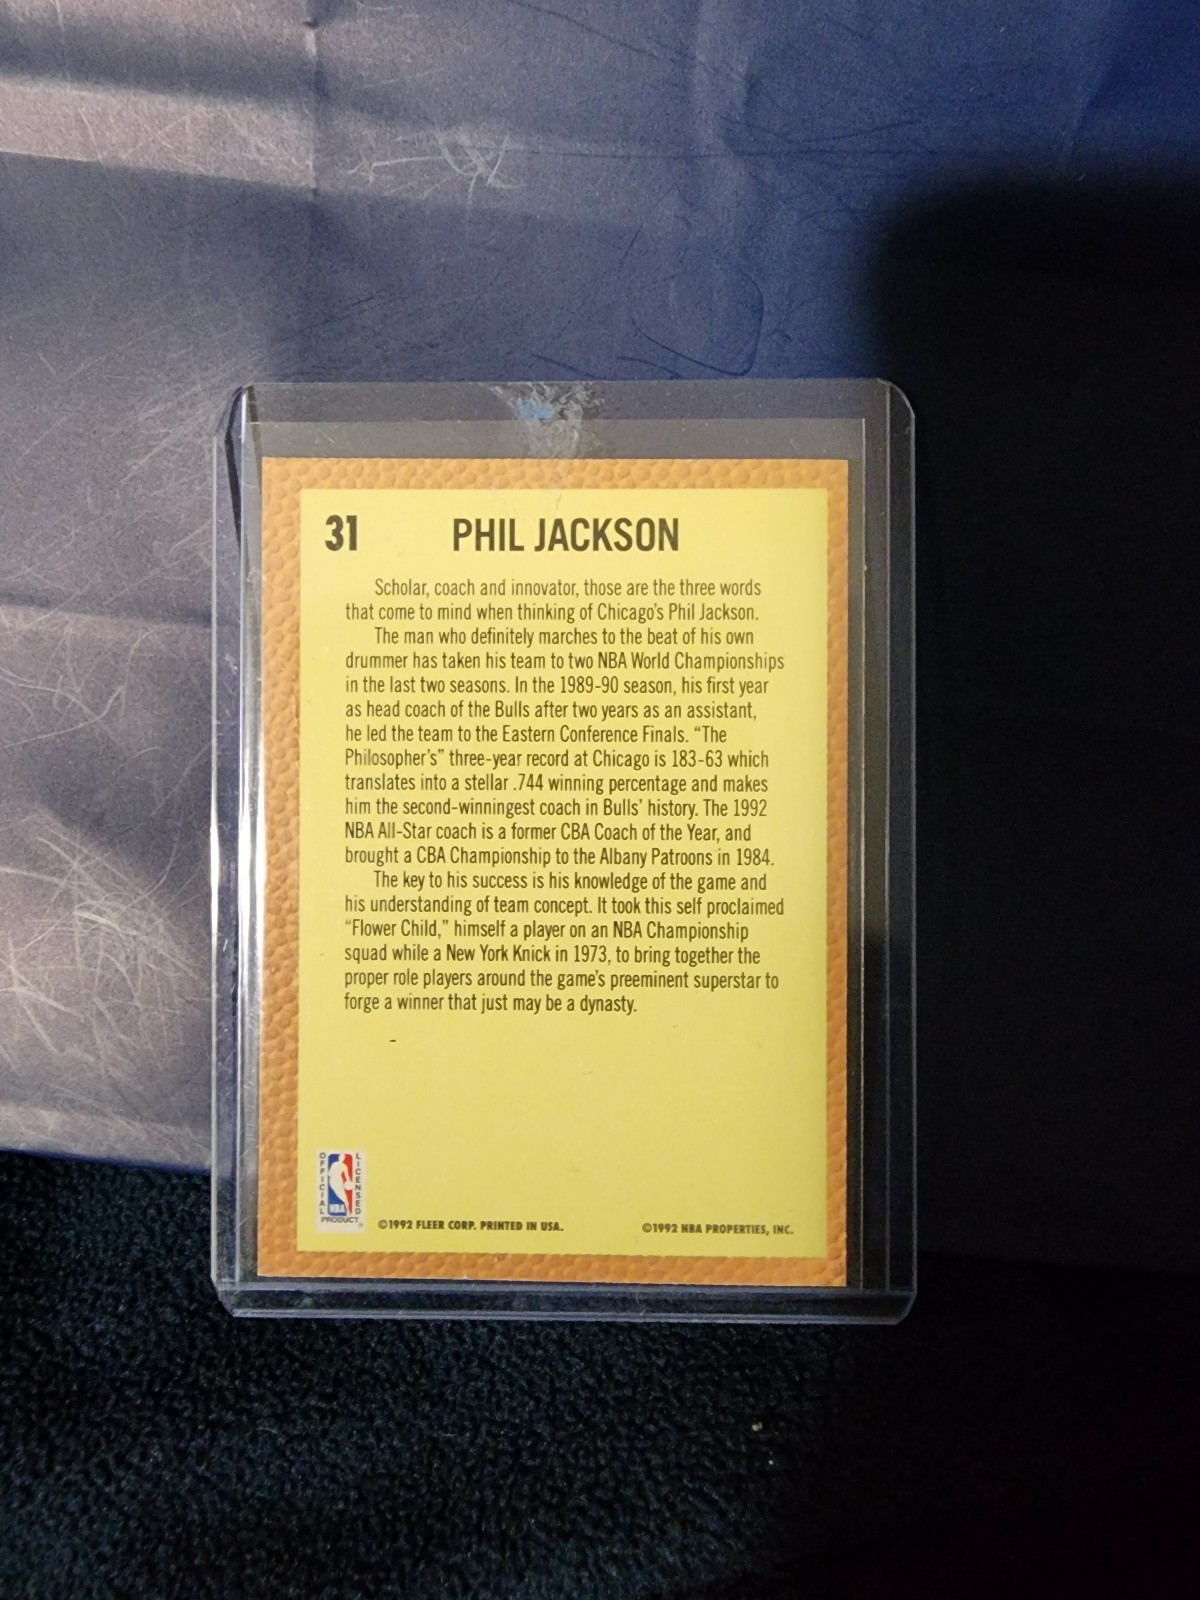 31 PHIL JACKSON
Scholar, coach and innovator, those are the three words
that come to mind when thinking of Chicago's Phil Jackson.
The man who definitely marches to the beat of his own
drummer has taken his team to two NBA World Championships
in the last two seasons. In the 1989-90 season, his first year
as head coach of the Bulls after two years as an assistant,
he led the team to the Eastern Conference Finals. “The
Philosopher's” three-year record at Chicago is 183-63 which
translates into a stellar .744 winning percentage and makes
him the second-winningest coach in Bulls' history. The 1992
NBA All-Star coach is a former CBA Coach of the Year, and
brought a CBA Championship to the Albany Patroons in 1984.
The key to his success is his knowledge of the game and
his understanding of team concept. It took this self proclaimed
“Flower Child,” himself a player on an NBA Championship
squad while a New York Knick in 1973, to bring together the
proper role players around the game's preeminent superstar to
forge a winner that just may be a dynasty.
OFFICIAL LICENSED
NBA
PRODUCT
©1992 FLEER CORP. PRINTED IN USA. ©1992 NBA PROPERTIES, INC.